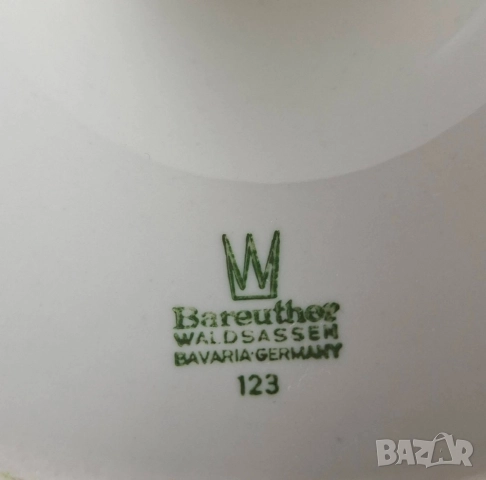 W
Bareuther
WALDSASSEN
BAVARIA·GERMANY
123
BAZAR